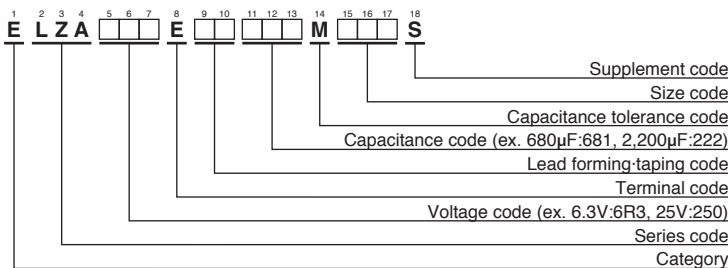 1 2 3 4 5 6 7 8 9 10 11 12 13 14 15 16 17 18
E L Z A E M S
Supplement code
Size code
Capacitance tolerance code
Capacitance code (ex. 680µF:681, 2,200µF:222)
Lead forming·taping code
Terminal code
Voltage code (ex. 6.3V:6R3, 25V:250)
Series code
Category